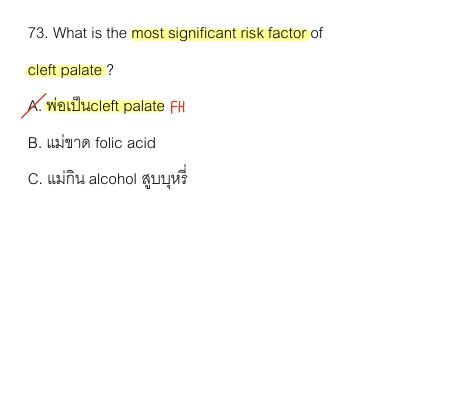 73. What is the most significant risk factor of
cleft palate ?
A. พ่อเป็นcleft palate FH
B. แม่ขาด folic acid
C. แม่กิน alcohol สูบบุหรี่